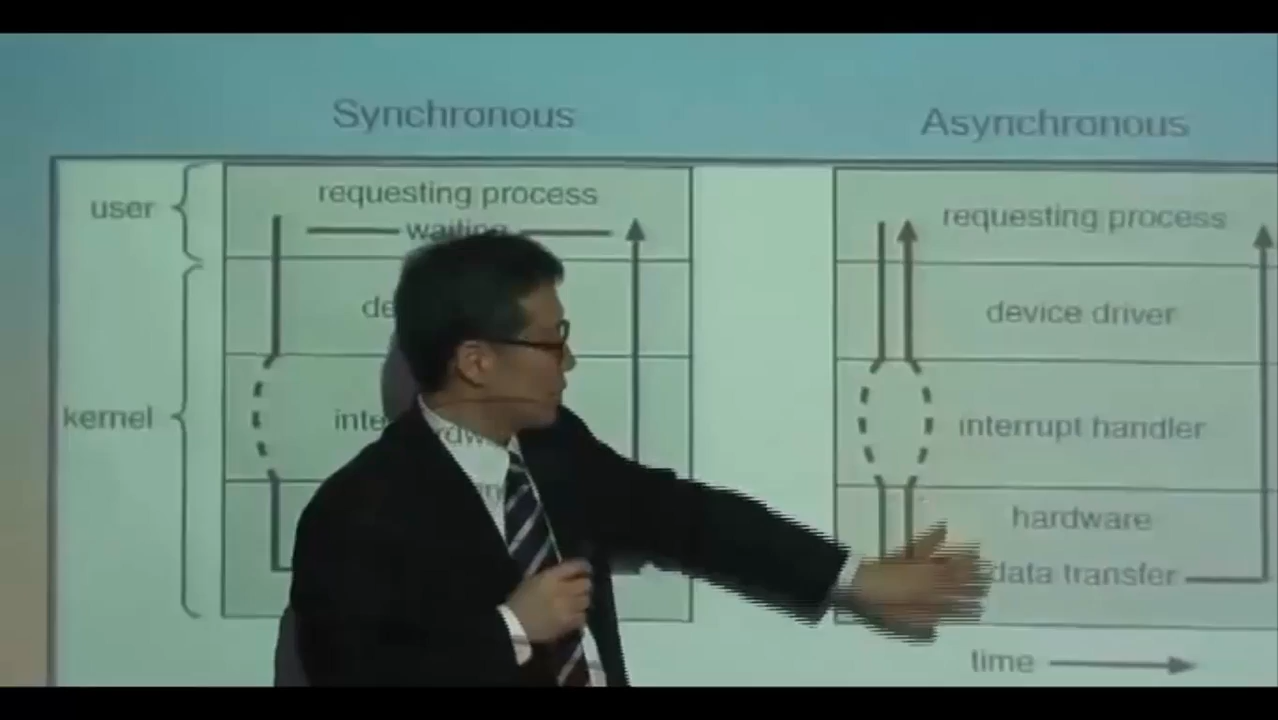 Synchronous
Asynchronous
user
requesting process
waiting
kernel
requesting process
device driver
interrupt handler
hardware
data transfer
time